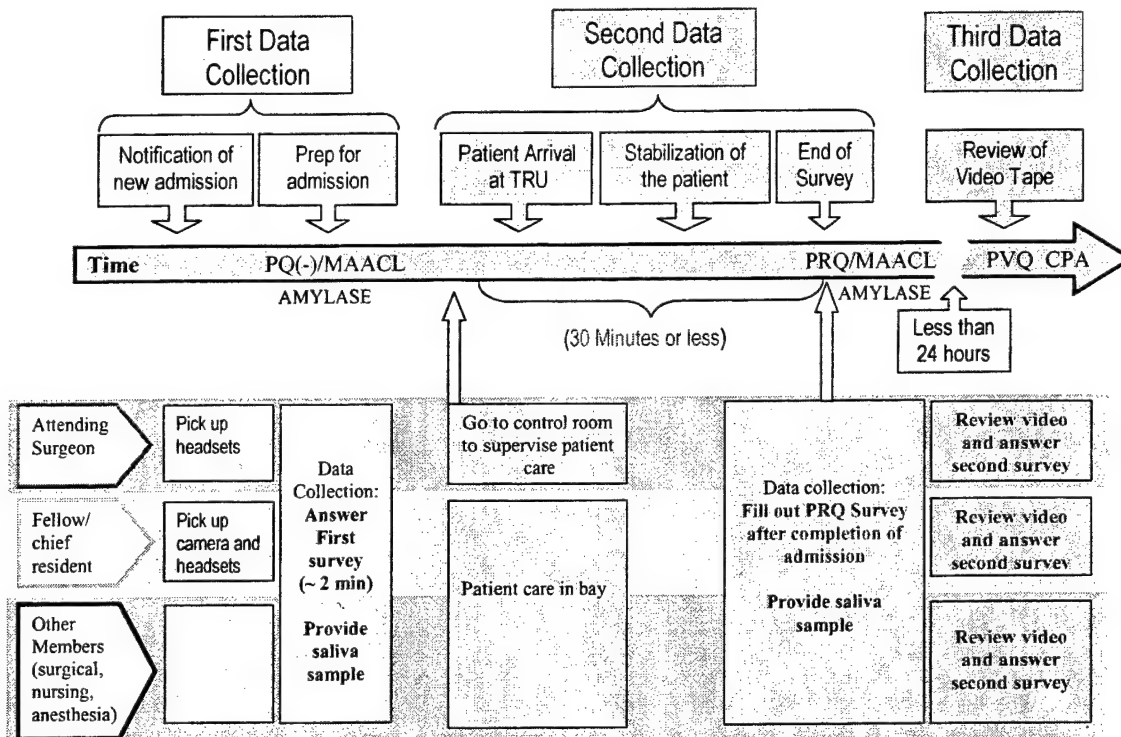 First Data
Collection
Second Data
Collection
Third Data
Collection
Notification of
new admission
Prep for
admission
Patient Arrival
at TRU
Stabilization of
the patient
End of
Survey
Review of
Video Tape
Time
PQ(-)/MAACL
PRQ/MAACL
PVQ CPA
AMYLASE
AMYLASE
(30 Minutes or less)
Less than
24 hours
Attending
Surgeon
Pick up
headsets
Data
Collection:
Answer
First
survey
(~ 2 min)
Provide
saliva
sample
Go to control room
to supervise patient
care
Data collection:
Fill out PRQ Survey
after completion of
admission
Provide saliva
sample
Review video
and answer
second survey
Fellow/
chief
resident
Pick up
camera and
headsets
Patient care in bay
Review video
and answer
second survey
Other
Members
(surgical,
nursing,
anesthesia)
Review video
and answer
second survey